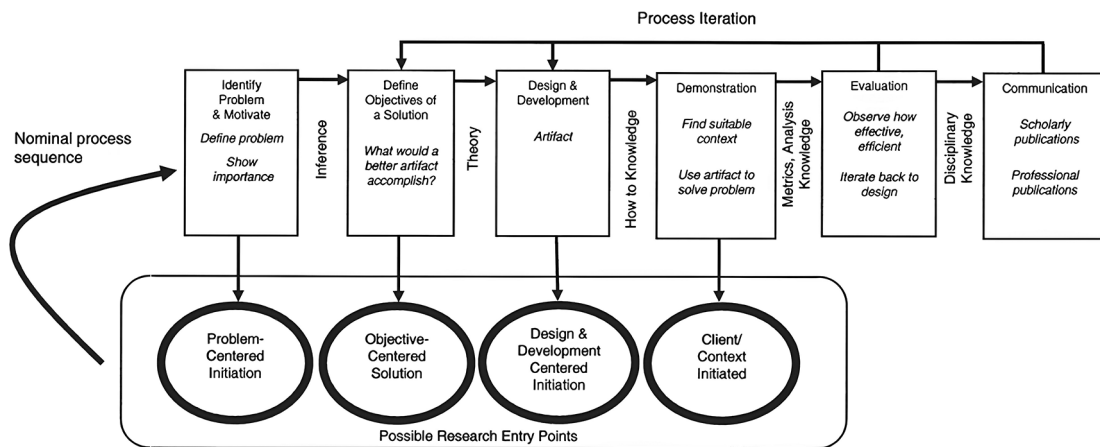 Process Iteration
Nominal process
sequence
Identify
Problem
& Motivate
Define problem
Show
importance
Inference
Define
Objectives of
a Solution
What would a
better artifact
accomplish?
Theory
Design &
Development
Artifact
How to Knowledge
Demonstration
Find suitable
context
Use artifact to
solve problem
Metrics, Analysis
Knowledge
Evaluation
Observe how
effective,
efficient
Iterate back to
design
Disciplinary
Knowledge
Communication
Scholarly
publications
Professional
publications
Problem-
Centered
Initiation
Objective-
Centered
Solution
Design &
Development
Centered
Initiation
Client/
Context
Initiated
Possible Research Entry Points